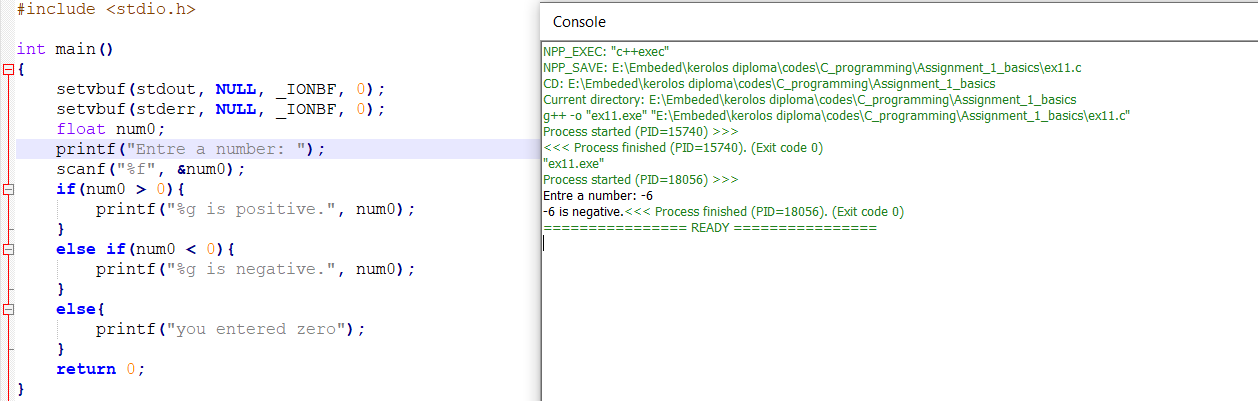 #include <stdio.h>
int main()
{
setvbuf(stdout, NULL, _IONBF, 0);
setvbuf(stderr, NULL, _IONBF, 0);
float num0;
printf("Entre a number: ");
scanf("%f", &num0);
if(num0 > 0){
printf("%g is positive.", num0);
}
else if(num0 < 0){
printf("%g is negative.", num0);
}
else{
printf("you entered zero");
}
return 0;
}
Console
NPP_EXEC: "c++exec"
NPP_SAVE: E:\Embeded\kerolos diploma\codes\C_programming\Assignment_1_basics\ex11.c
CD: E:\Embeded\kerolos diploma\codes\C_programming\Assignment_1_basics
Current directory: E:\Embeded\kerolos diploma\codes\C_programming\Assignment_1_basics
g++ -o "ex11.exe" "E:\Embeded\kerolos diploma\codes\C_programming\Assignment_1_basics\ex11.c"
Process started (PID=15740) >>>
<<< Process finished (PID=15740). (Exit code 0)
"ex11.exe"
Process started (PID=18056) >>>
Entre a number: -6
-6 is negative.<<< Process finished (PID=18056). (Exit code 0)
================ READY ================